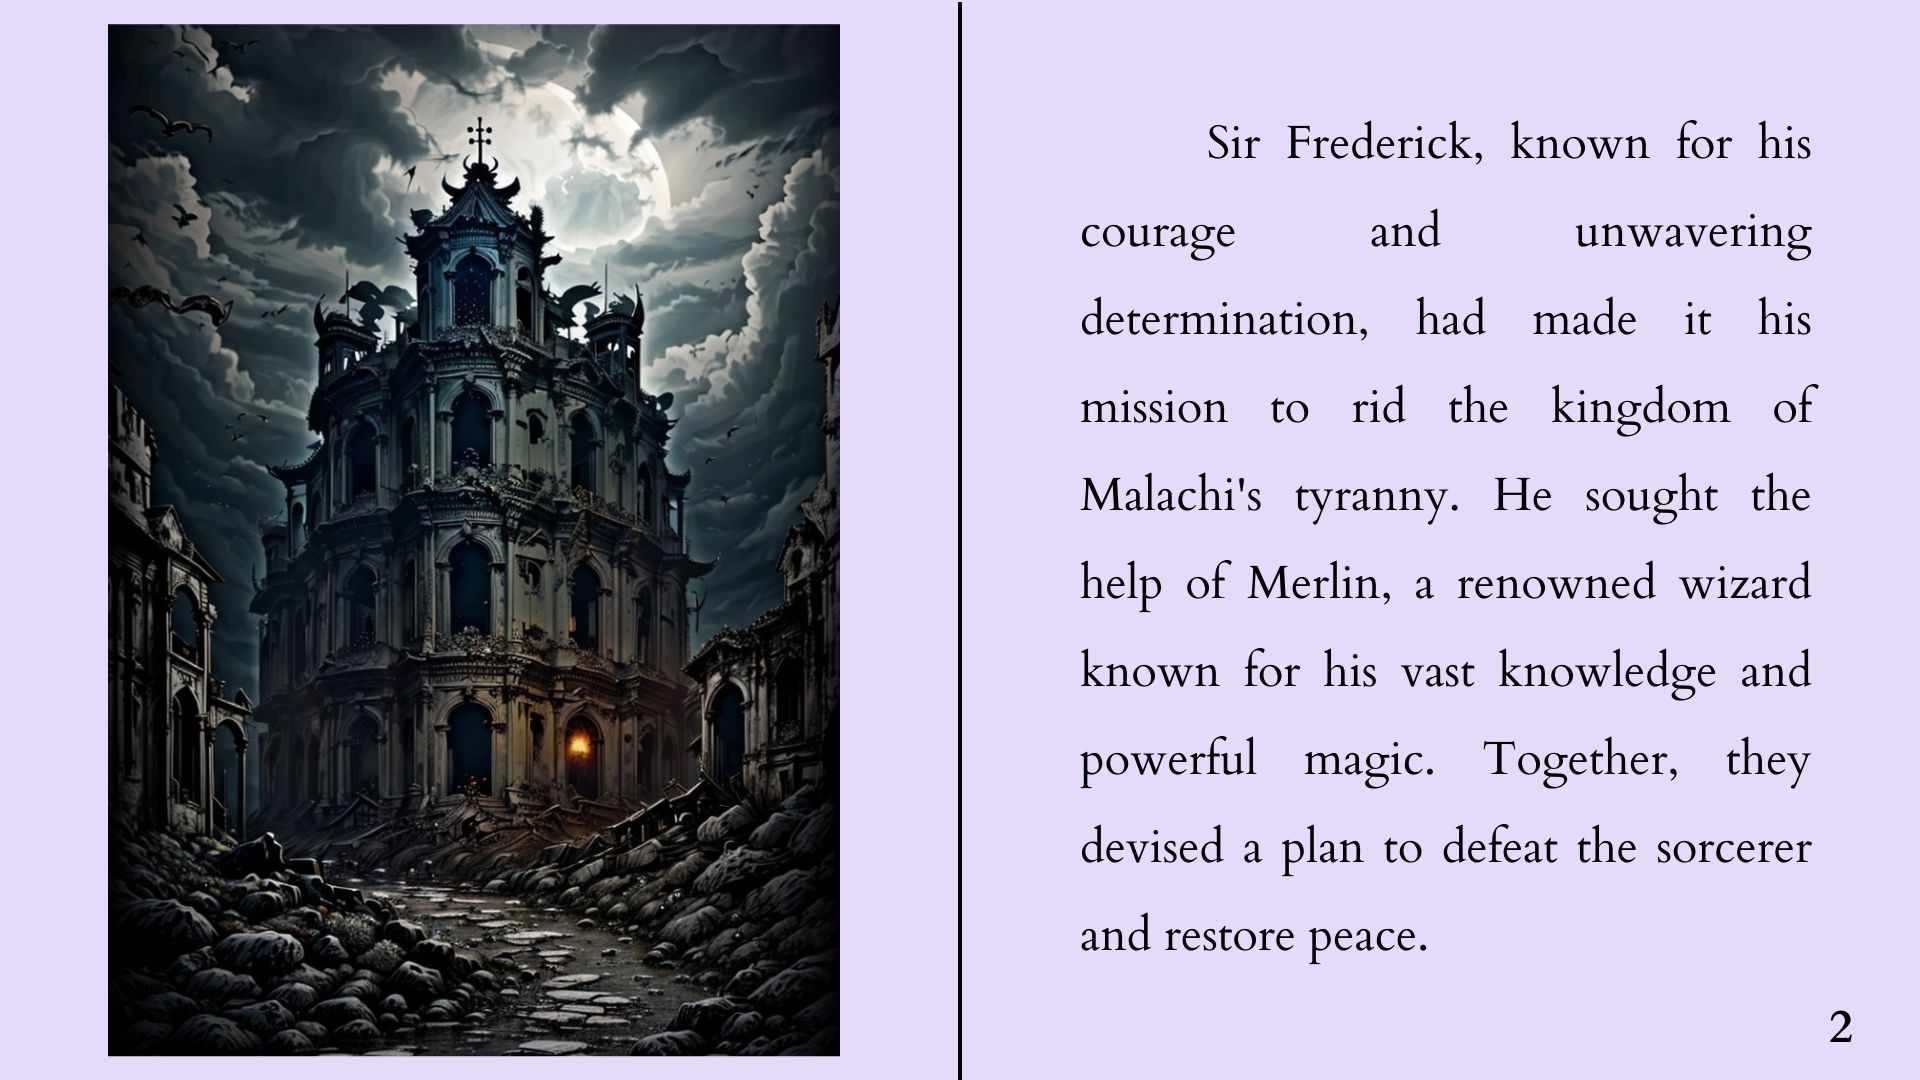 Sir Frederick, known for his
courage and unwavering
determination, had made it his
mission to rid the kingdom of
Malachi's tyranny. He sought the
help of Merlin, a renowned wizard
known for his vast knowledge and
powerful magic. Together, they
devised a plan to defeat the sorcerer
and restore peace.
2